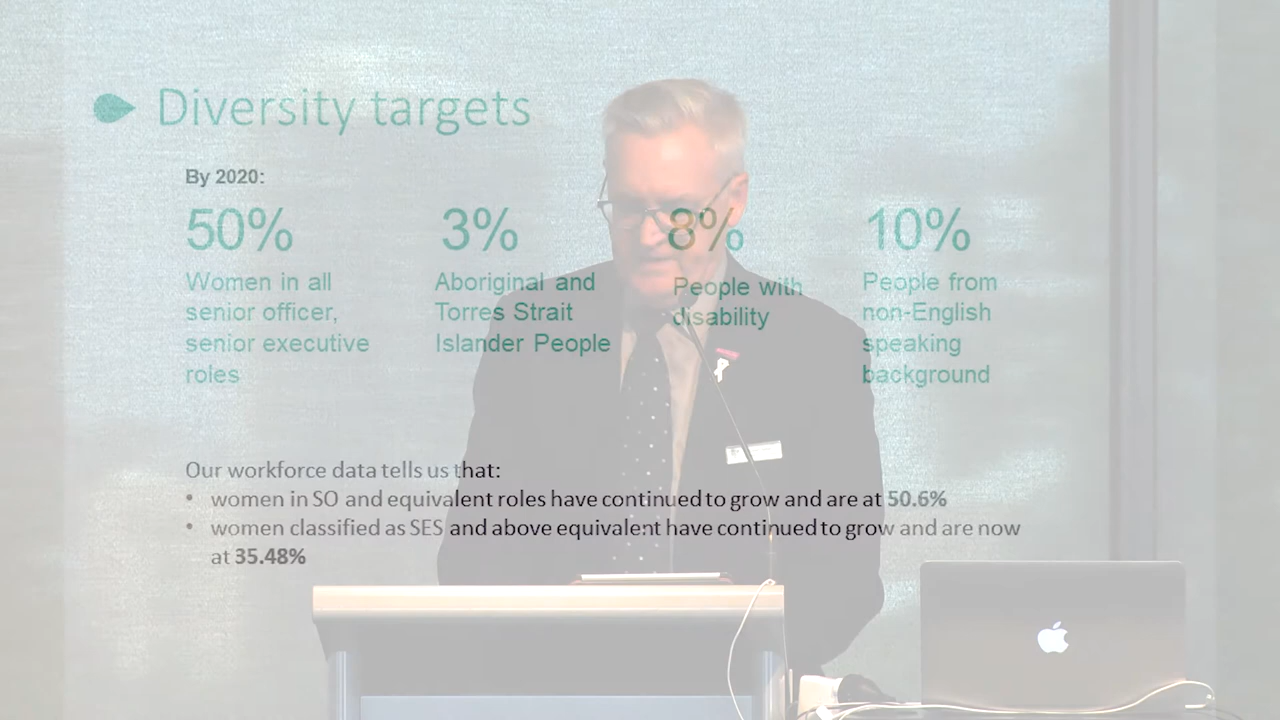 Diversity targets
By 2020:
50%
Women in all
senior officer,
senior executive
roles
3%
Aboriginal and
Torres Strait
Islander People
8%
People with
disability
10%
People from
non-English
speaking
background
Our workforce data tells us that:
• women in SO and equivalent roles have continued to grow and are at 50.6%
• women classified as SES and above equivalent have continued to grow and are now
at 35.48%